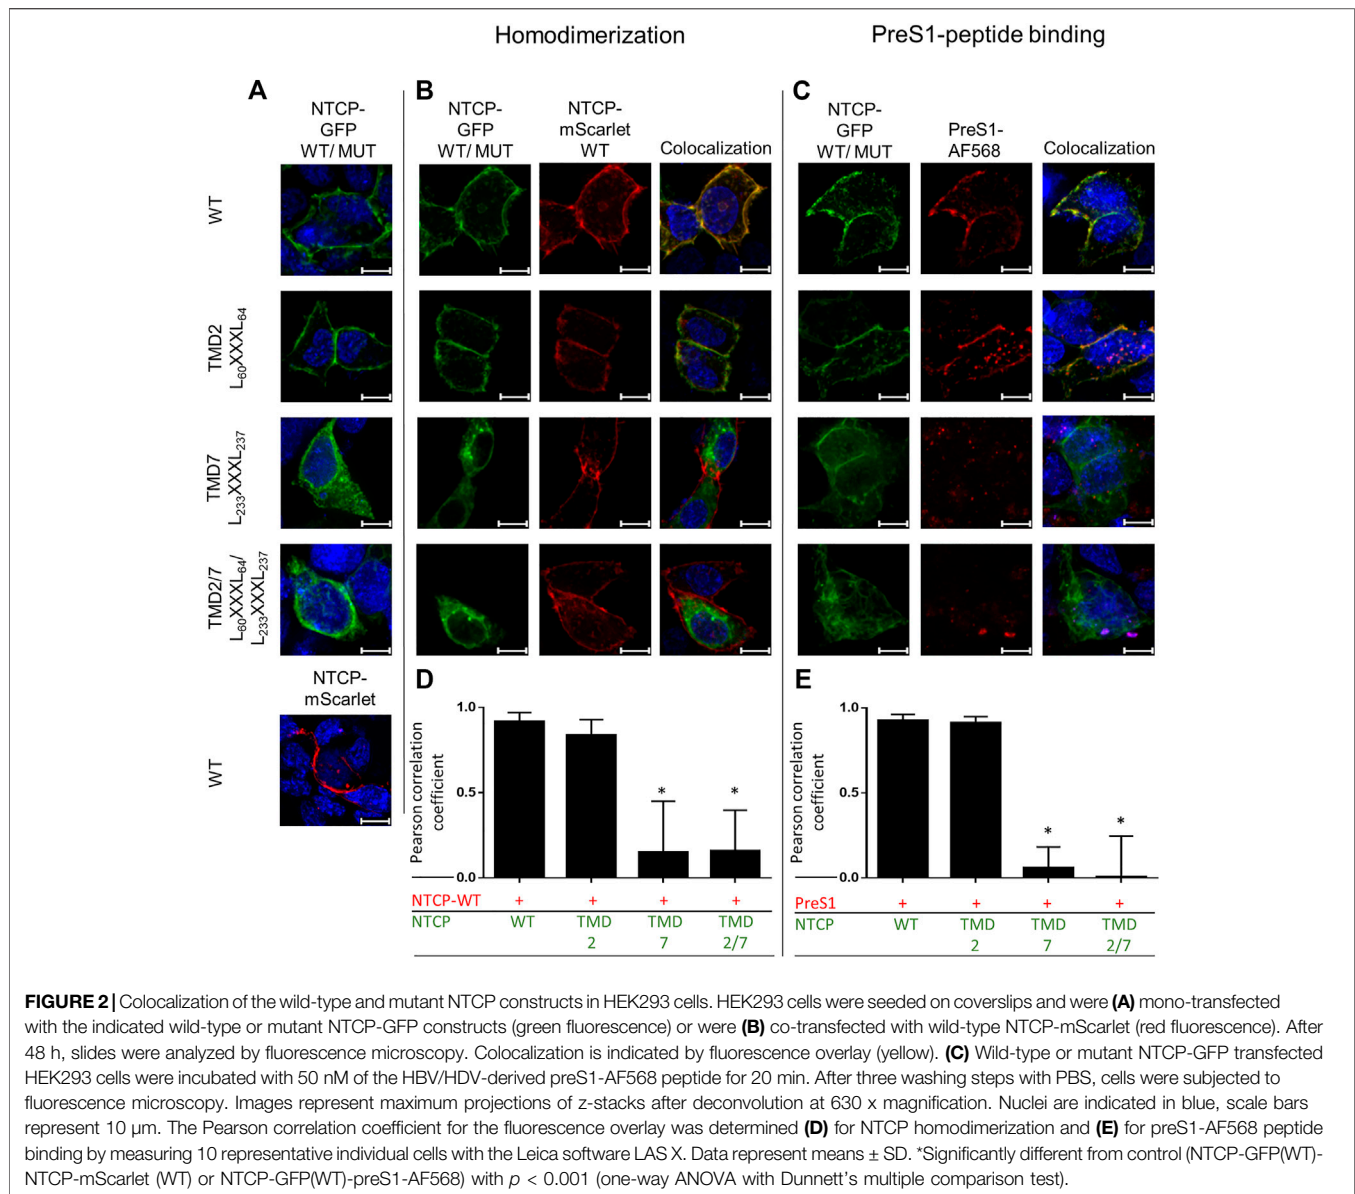 Homodimerization
PreS1-peptide binding
A
B
C
NTCP-
GFP
WT/ MUT
NTCP-
GFP
WT/ MUT
NTCP-
mScarlet
WT
Colocalization
NTCP-
GFP
WT/ MUT
PreS1-
AF568
Colocalization
WT
TMD2
L60XXXL64
TMD7
L233XXXL237
TMD2/7
L60XXXL64/
L233XXXL237
NTCP-
mScarlet
WT
D
Pearson correlation
coefficient
1.0
0.5
0.0
*
*
NTCP-WT + + + +
NTCP WT TMD TMD TMD
2 7 2/7
E
Pearson correlation
coefficient
1.0
0.5
0.0
*
*
PreS1 + + + +
NTCP WT TMD TMD TMD
2 7 2/7
FIGURE 2 | Colocalization of the wild-type and mutant NTCP constructs in HEK293 cells. HEK293 cells were seeded on coverslips and were (A) mono-transfected
with the indicated wild-type or mutant NTCP-GFP constructs (green fluorescence) or were (B) co-transfected with wild-type NTCP-mScarlet (red fluorescence). After
48 h, slides were analyzed by fluorescence microscopy. Colocalization is indicated by fluorescence overlay (yellow). (C) Wild-type or mutant NTCP-GFP transfected
HEK293 cells were incubated with 50 nM of the HBV/HDV-derived preS1-AF568 peptide for 20 min. After three washing steps with PBS, cells were subjected to
fluorescence microscopy. Images represent maximum projections of z-stacks after deconvolution at 630 x magnification. Nuclei are indicated in blue, scale bars
represent 10 µm. The Pearson correlation coefficient for the fluorescence overlay was determined (D) for NTCP homodimerization and (E) for preS1-AF568 peptide
binding by measuring 10 representative individual cells with the Leica software LAS X. Data represent means ± SD. *Significantly different from control (NTCP-GFP(WT)-
NTCP-mScarlet (WT) or NTCP-GFP(WT)-preS1-AF568) with p < 0.001 (one-way ANOVA with Dunnett’s multiple comparison test).